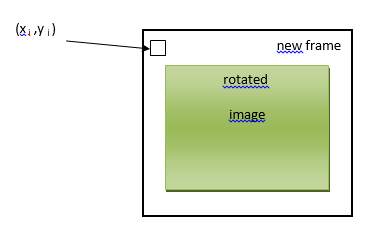 (xᵢ ,yᵢ)
new frame
rotated
image